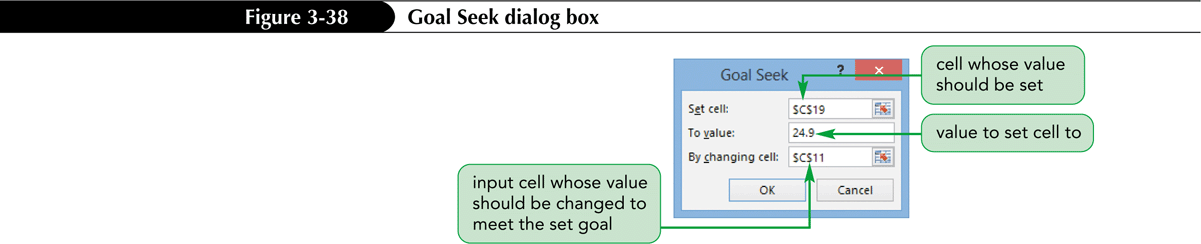 Figure 3-38 Goal Seek dialog box
Goal Seek ? ×
cell whose value
should be set
Set cell: $C$19
To value: 24.9
value to set cell to
By changing cell: $C$11
input cell whose value
should be changed to
meet the set goal
OK Cancel